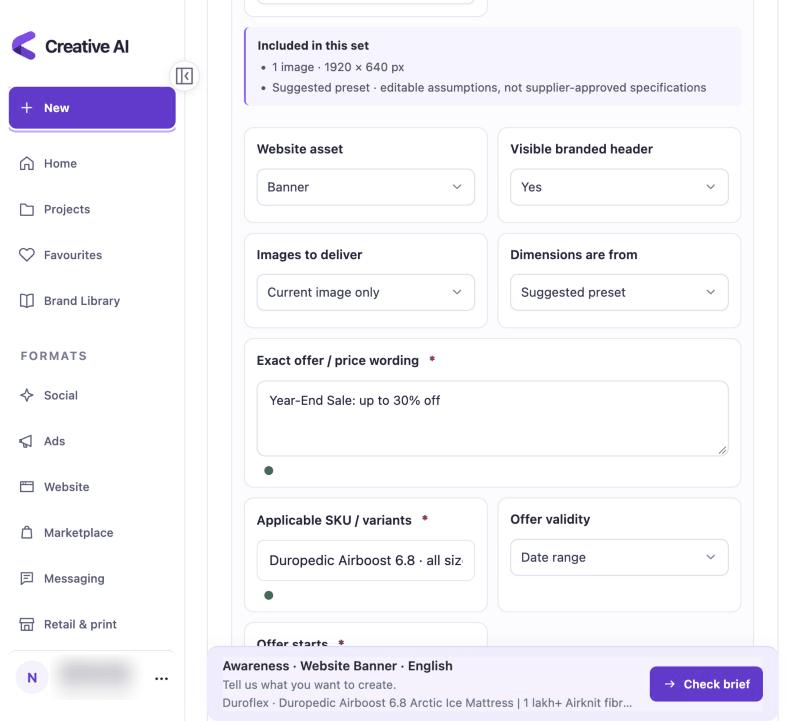 Creative AI
New
Home
Projects
Favourites
Brand Library
FORMATS
Social
Ads
Website
Marketplace
Messaging
Retail & print
N
Included in this set
• 1 image · 1920 × 640 px
• Suggested preset · editable assumptions, not supplier-approved specifications
Website asset
Banner
Visible branded header
Yes
Images to deliver
Current image only
Dimensions are from
Suggested preset
Exact offer / price wording *
Year-End Sale: up to 30% off
Applicable SKU / variants *
Duropedic Airboost 6.8 · all siz
Offer validity
Date range
Offer starts *
Awareness · Website Banner · English
Tell us what you want to create.
Duroflex · Duropedic Airboost 6.8 Arctic Ice Mattress | 1 lakh+ Airknit fibr...
Check brief